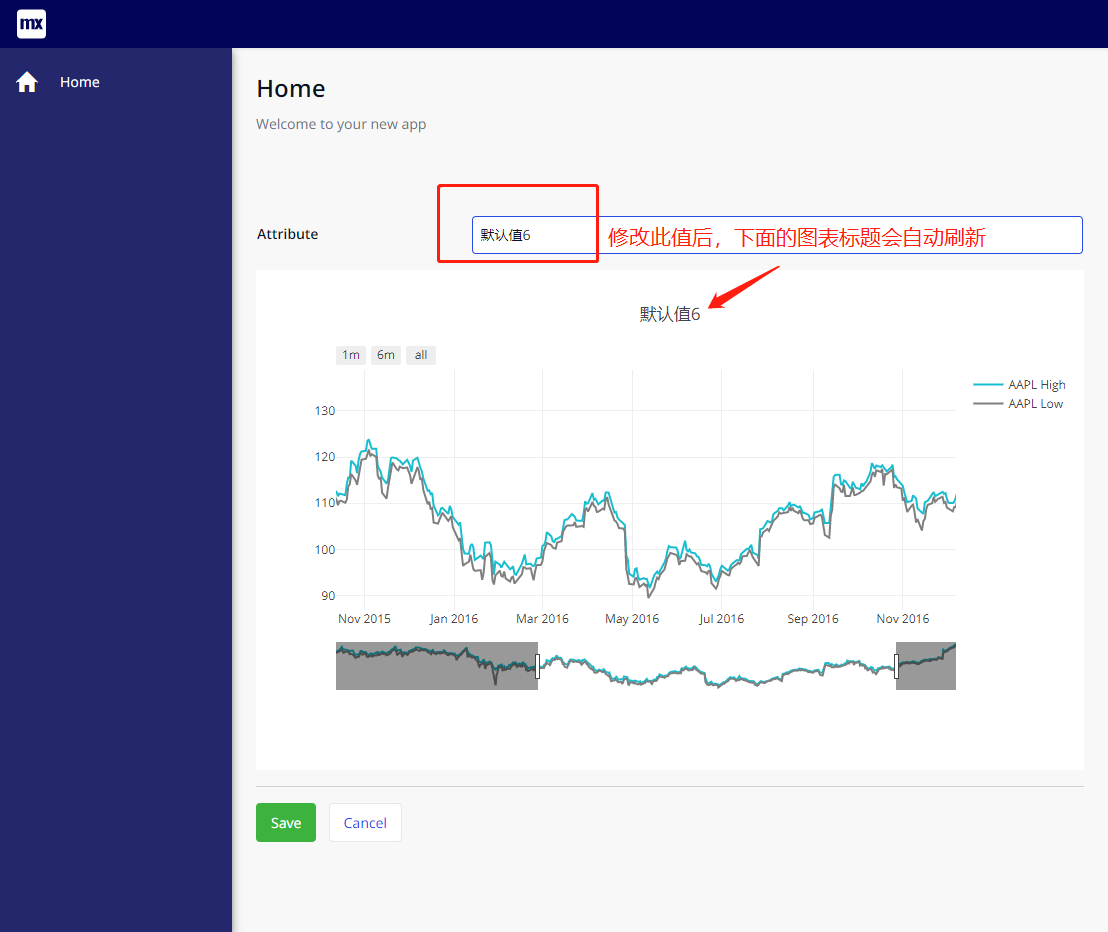 mx
Home
Home
Welcome to your new app
Attribute
默认值6
修改此值后，下面的图表标题会自动刷新
默认值6
1m 6m all
AAPL High
AAPL Low
130
120
110
100
90
Nov 2015 Jan 2016 Mar 2016 May 2016 Jul 2016 Sep 2016 Nov 2016
Save Cancel